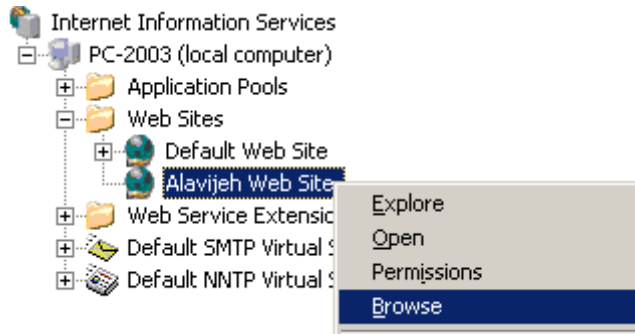 Internet Information Services
PC-2003 (local computer)
Application Pools
Web Sites
Default Web Site
Alavijeh Web Site
Explore
Web Service Extensic
Open
Default SMTP Virtual S
Permissions
Default NNTP Virtual S
Browse